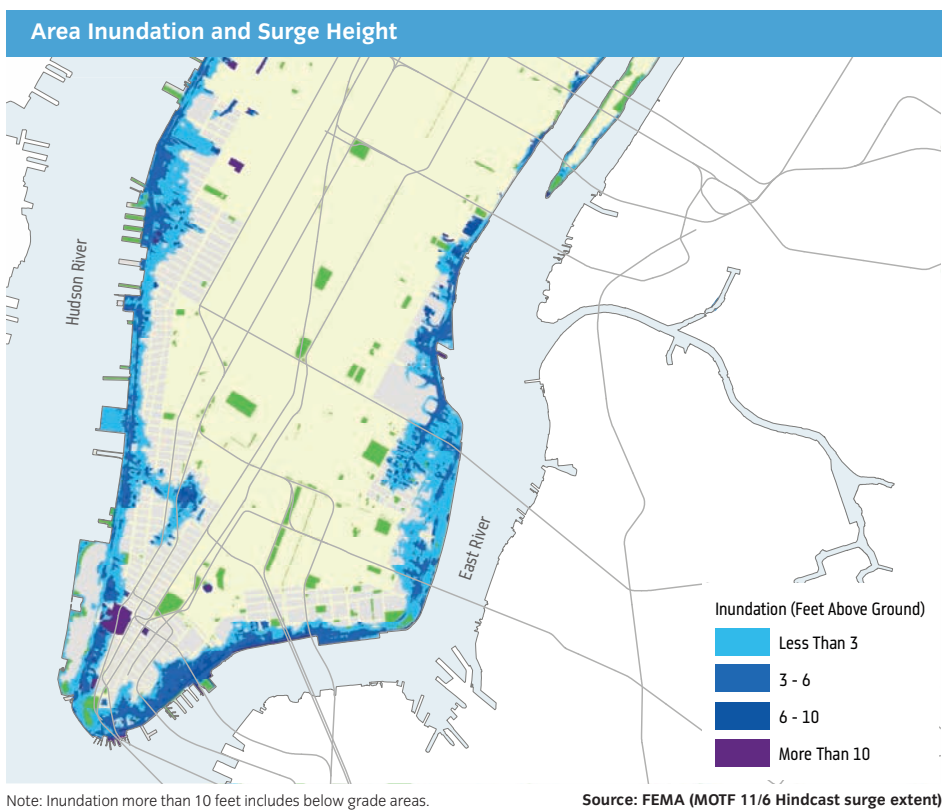 Area Inundation and Surge Height
Hudson River
East River
Inundation (Feet Above Ground)
Less Than 3
3 - 6
6 - 10
More Than 10
Note: Inundation more than 10 feet includes below grade areas.
Source: FEMA (MOTF 11/6 Hindcast surge extent)